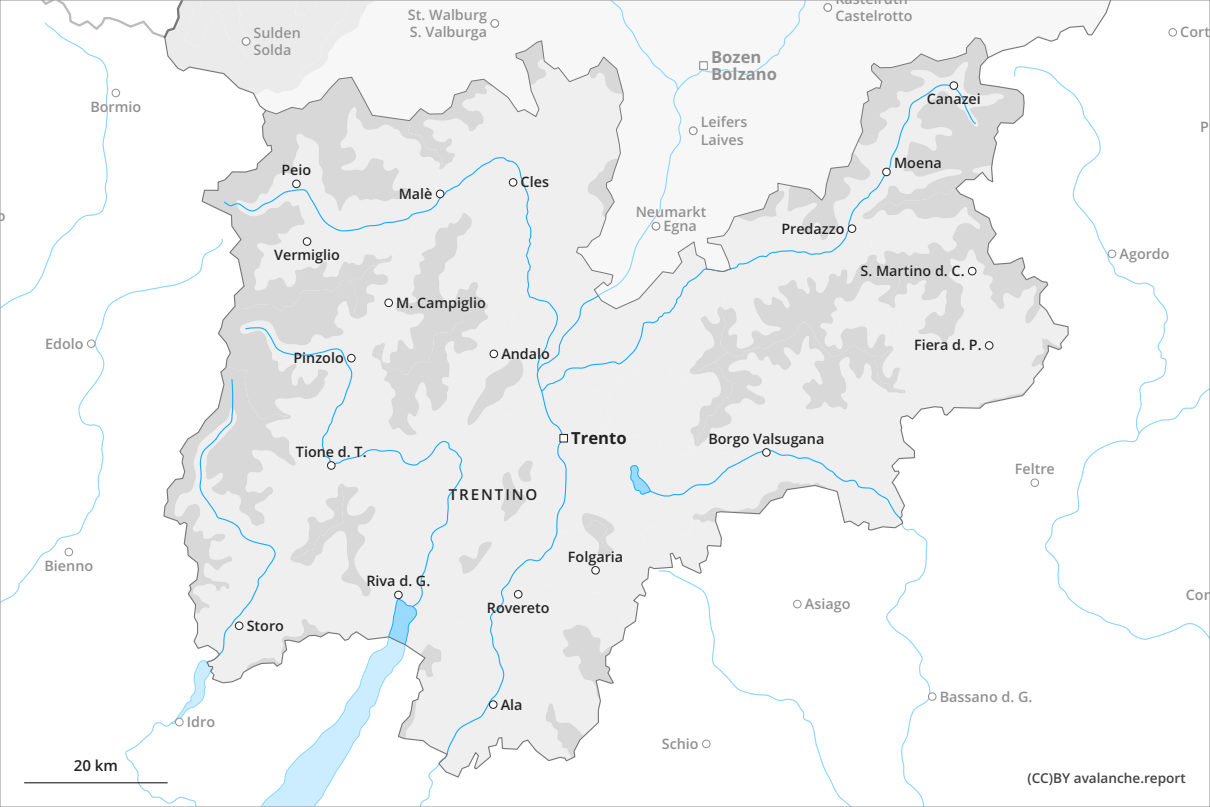 Kastelruth
Castelrotto
St. Walburg
S. Valburga
Sulden
Solda
Cort
Bozen
Bolzano
Bormio
Canazei
Leifers
Laives
P
Moena
Peio
Malè
Cles
Neumarkt
Egna
Predazzo
Vermiglio
Agordo
S. Martino d. C.
M. Campiglio
Edolo
Pinzolo
Andalo
Fiera d. P.
Trento
Borgo Valsugana
Tione d. T.
Feltre
TRENTINO
Bienno
Folgaria
Riva d. G.
Cor
Rovereto
Asiago
Storo
Bassano d. G.
Ala
Idro
Schio
20 km
(CC)BY avalanche.report